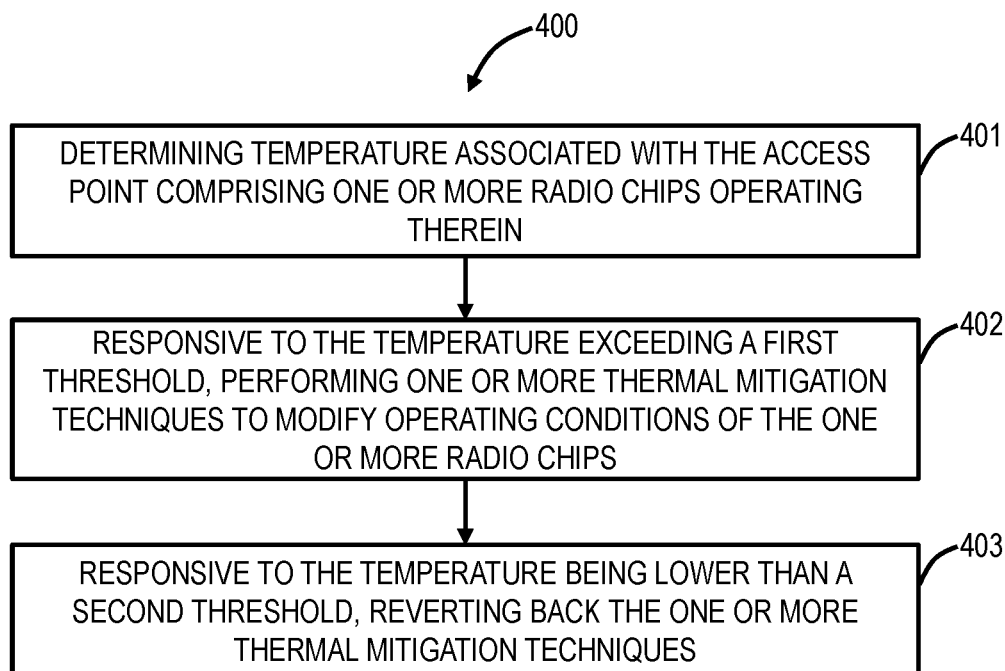 400
DETERMINING TEMPERATURE ASSOCIATED WITH THE ACCESS
POINT COMPRISING ONE OR MORE RADIO CHIPS OPERATING
THEREIN
401
RESPONSIVE TO THE TEMPERATURE EXCEEDING A FIRST
THRESHOLD, PERFORMING ONE OR MORE THERMAL MITIGATION
TECHNIQUES TO MODIFY OPERATING CONDITIONS OF THE ONE
OR MORE RADIO CHIPS
402
RESPONSIVE TO THE TEMPERATURE BEING LOWER THAN A
SECOND THRESHOLD, REVERTING BACK THE ONE OR MORE
THERMAL MITIGATION TECHNIQUES
403